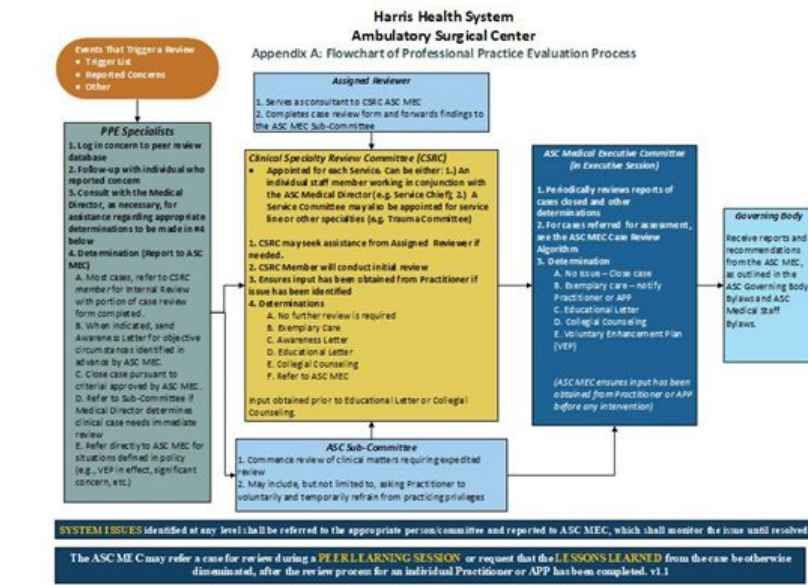 Harris Health System
Ambulatory Surgical Center
Appendix A: Flowchart of Professional Practice Evaluation Process
Events That Trigger a Review
• Trigger List
• Reported Concerns
• Other
Assigned Reviewer
1. Serves as consultant to CSRC ASC MEC
2. Completes case review form and forwards findings to
the ASC MEC Sub-Committee
PPE Specialists
1. Log in concern to peer review
database
2. Follow-up with individual who
reported concern
3. Consult with the Medical
Director, as necessary, for
assistance regarding appropriate
determinations to be made in #4
below
4. Determination (Report to ASC
MEC)
A. Most cases, refer to CSRC
member for Internal Review
with portion of case review
form completed.
B. When indicated, send
Awareness Letter for objective
circumstances identified in
advance by ASC MEC.
C. Close case pursuant to
criterial approved by ASC MEC.
D. Refer to Sub-Committee if
Medical Director determines
clinical case needs immediate
review
E. Refer directly to ASC MEC for
situations defined in policy
(e.g., VEP in effect, significant
concern, etc.)
Clinical Specialty Review Committee (CSRC)
• Appointed for each Service. Can be either: 1.) An
individual staff member working in conjunction with
the ASC Medical Director (e.g. Service Chief); 2.) A
Service Committee may also be appointed for service
line or other specialties (e.g. Trauma Committee)
1. CSRC may seek assistance from Assigned Reviewer if
needed.
2. CSRC Member will conduct initial review
3. Ensures input has been obtained from Practitioner if
issue has been identified
4. Determinations
A. No further review is required
B. Exemplary Care
C. Awareness Letter
D. Educational Letter
E. Collegial Counseling
F. Refer to ASC MEC
Input obtained prior to Educational Letter or Collegial
Counseling.
ASC Sub-Committee
1. Commence review of clinical matters requiring expedited
review
2. May include, but not limited to, asking Practitioner to
voluntarily and temporarily refrain from practicing privileges
ASC Medical Executive Committee
(in Executive Session)
1. Periodically reviews reports of
cases closed and other
determinations
2. For cases referred for assessment,
see the ASC MEC Case Review
Algorithm
3. Determination
A. No Issue – Close case
B. Exemplary care – notify
Practitioner or APP
C. Educational Letter
D. Collegial Counseling
E. Voluntary Enhancement Plan
(VEP)
(ASC MEC ensures input has been
obtained from Practitioner or APP
before any intervention)
Governing Body
Receive reports and
recommendations
from the ASC MEC,
as outlined in the
ASC Governing Body
Bylaws and ASC
Medical Staff
Bylaws.
SYSTEM ISSUES identified at any level shall be referred to the appropriate person/committee and reported to ASC MEC, which shall monitor the issue until resolved
The ASC MEC may refer a case for review during a PEER LEARNING SESSION or request that the LESSONS LEARNED from the case be otherwise
disseminated, after the review process for an individual Practitioner or APP has been completed. v1.1